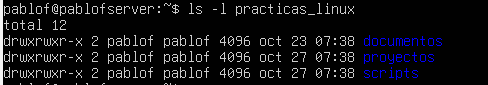 pablof@pablofserver:~$ ls -l practicas_linux
total 12
drwxrwxr-x 2 pablof pablof 4096 oct 23 07:38 documentos
drwxrwxr-x 2 pablof pablof 4096 oct 27 07:38 proyectos
drwxrwxr-x 2 pablof pablof 4096 oct 27 07:38 scripts